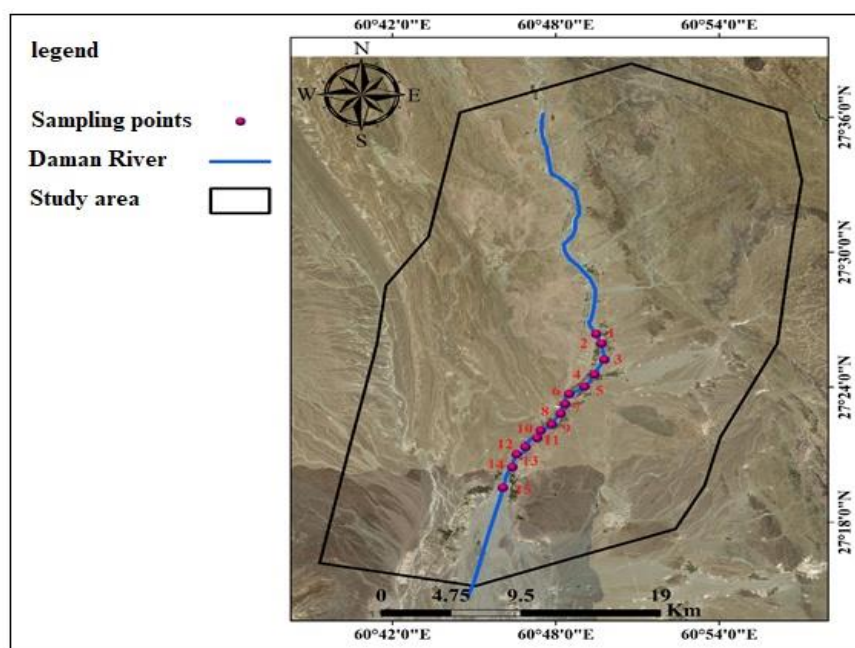 legend
Sampling points
Daman River
Study area
60°42'0"E 60°48'0"E 60°54'0"E
N
W E
S
27°36'0"N
27°30'0"N
27°24'0"N
27°18'0"N
1
2
3
4
5
6
7
8
9
10
11
12
13
14
15
0 4.75 9.5 19
Km
60°42'0"E 60°48'0"E 60°54'0"E